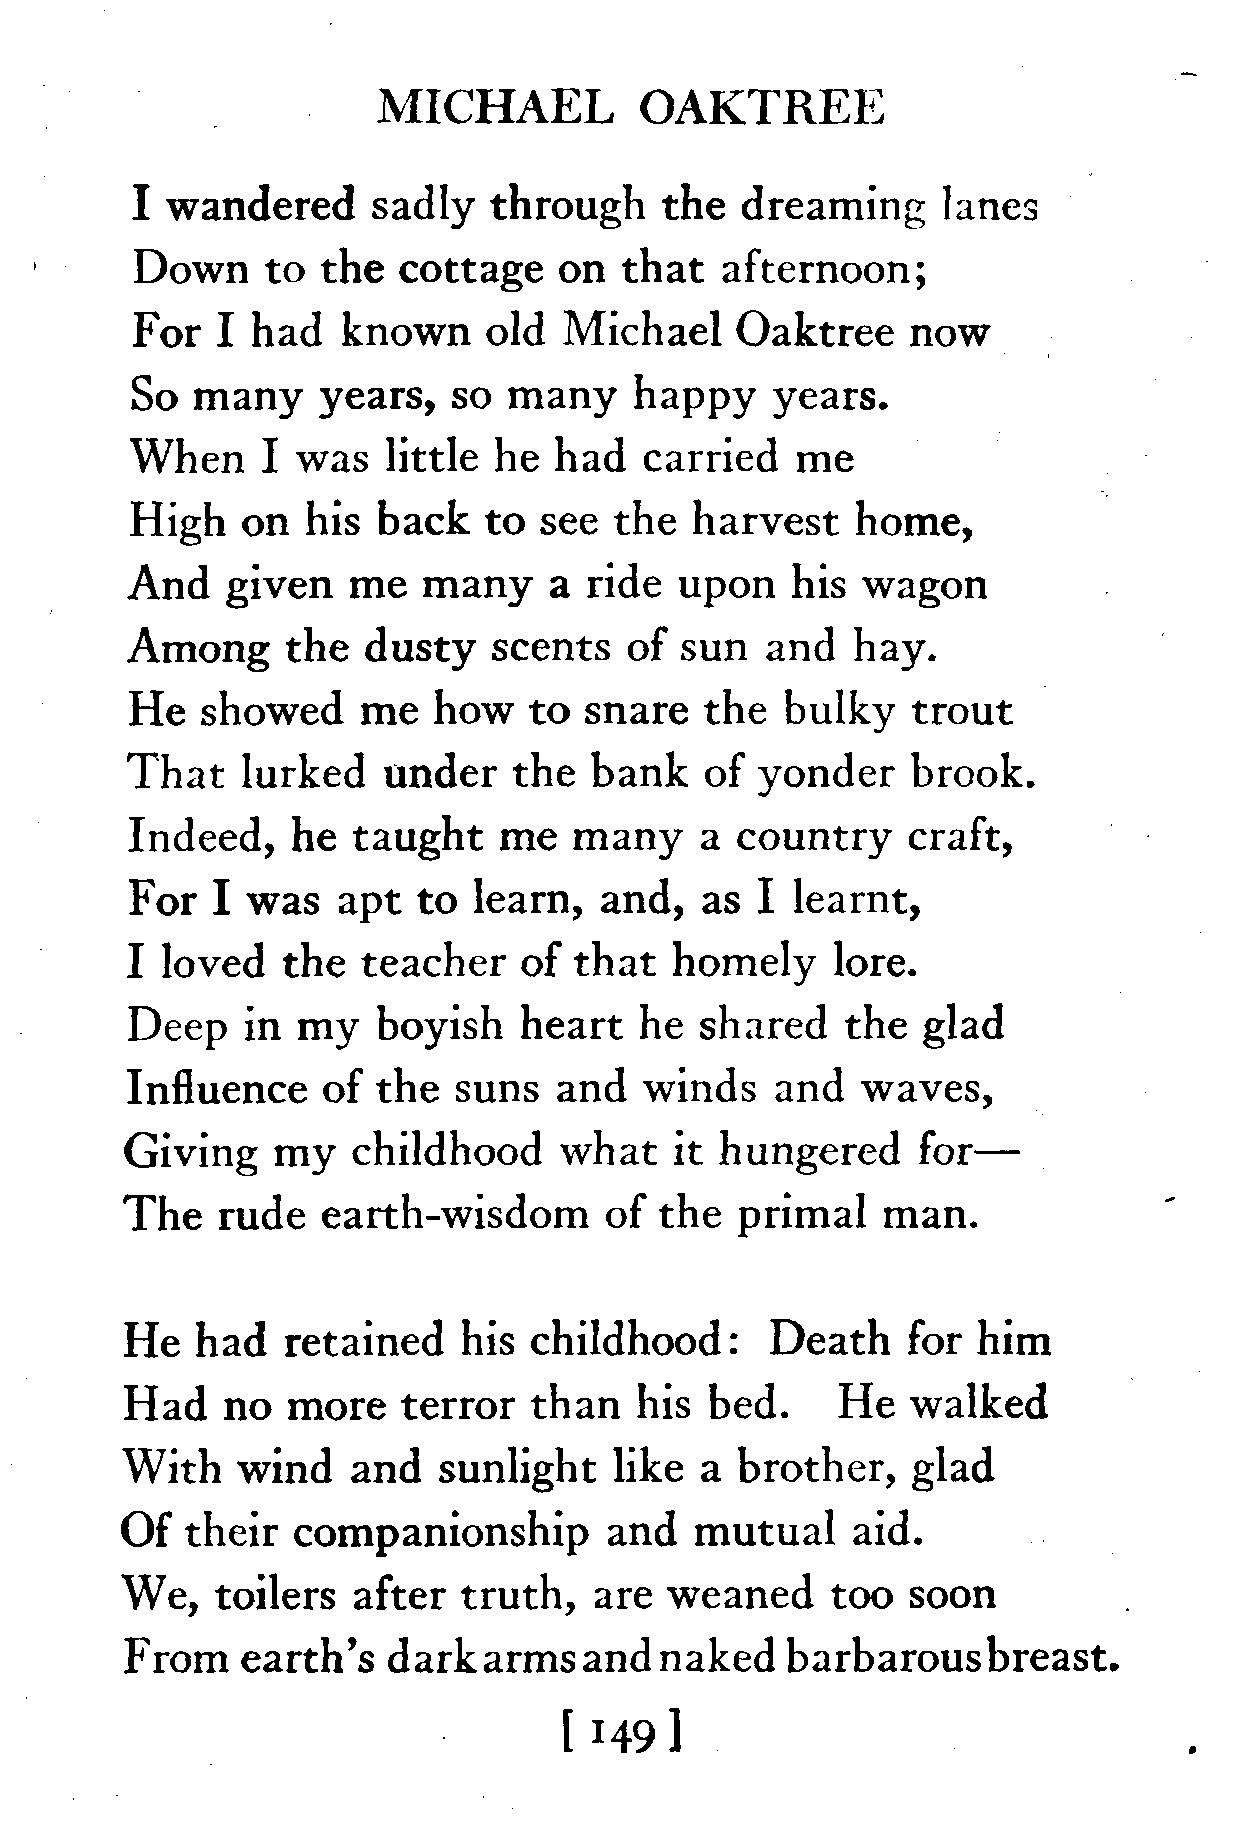 MICHAEL OAKTREE
I wandered sadly through the dreaming lanes
Down to the cottage on that afternoon;
For I had known old Michael Oaktree now
So many years, so many happy years.
When I was little he had carried me
High on his back to see the harvest home,
And given me many a ride upon his wagon
Among the dusty scents of sun and hay.
He showed me how to snare the bulky trout
That lurked under the bank of yonder brook.
Indeed, he taught me many a country craft,
For I was apt to learn, and, as I learnt,
I loved the teacher of that homely lore.
Deep in my boyish heart he shared the glad
Influence of the suns and winds and waves,
Giving my childhood what it hungered for—
The rude earth-wisdom of the primal man.
He had retained his childhood: Death for him
Had no more terror than his bed. He walked
With wind and sunlight like a brother, glad
Of their companionship and mutual aid.
We, toilers after truth, are weaned too soon
From earth's dark arms and naked barbarous breast.
[ 149 ]